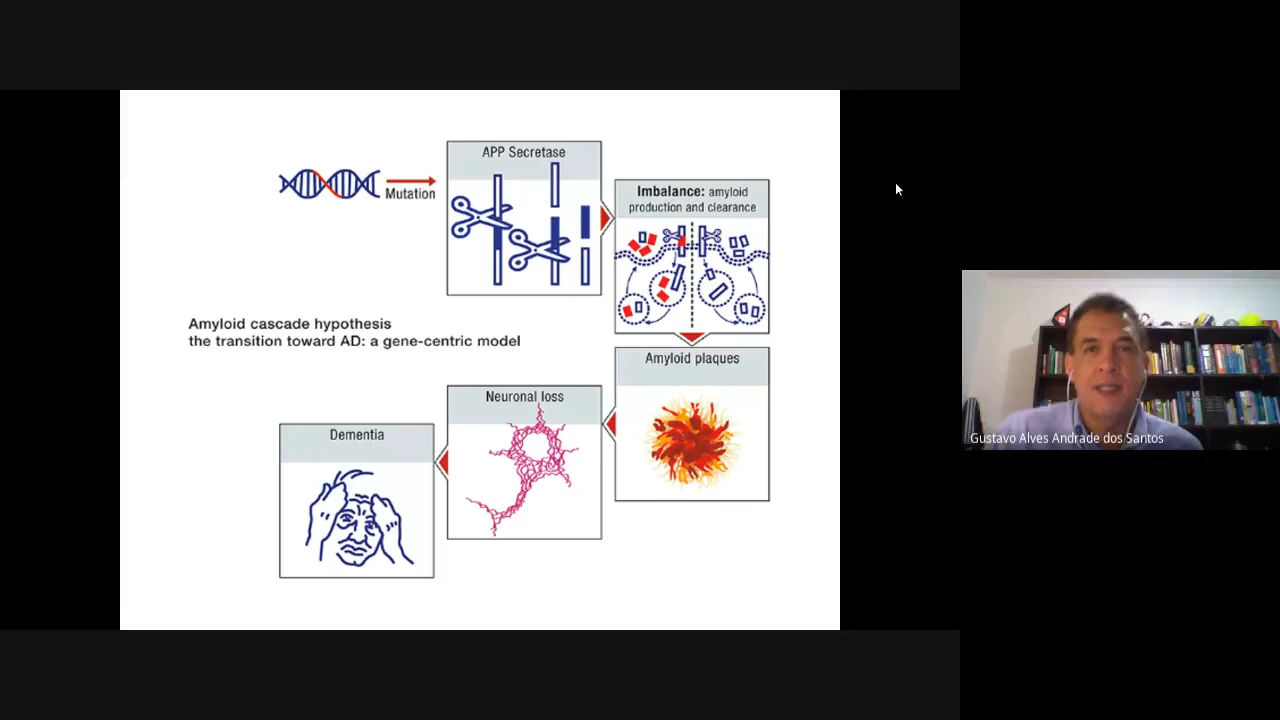 APP Secretase
Mutation
Imbalance: amyloid
production and clearance
Amyloid cascade hypothesis
the transition toward AD: a gene-centric model
Amyloid plaques
Neuronal loss
Dementia
Gustavo Alves Andrade dos Santos